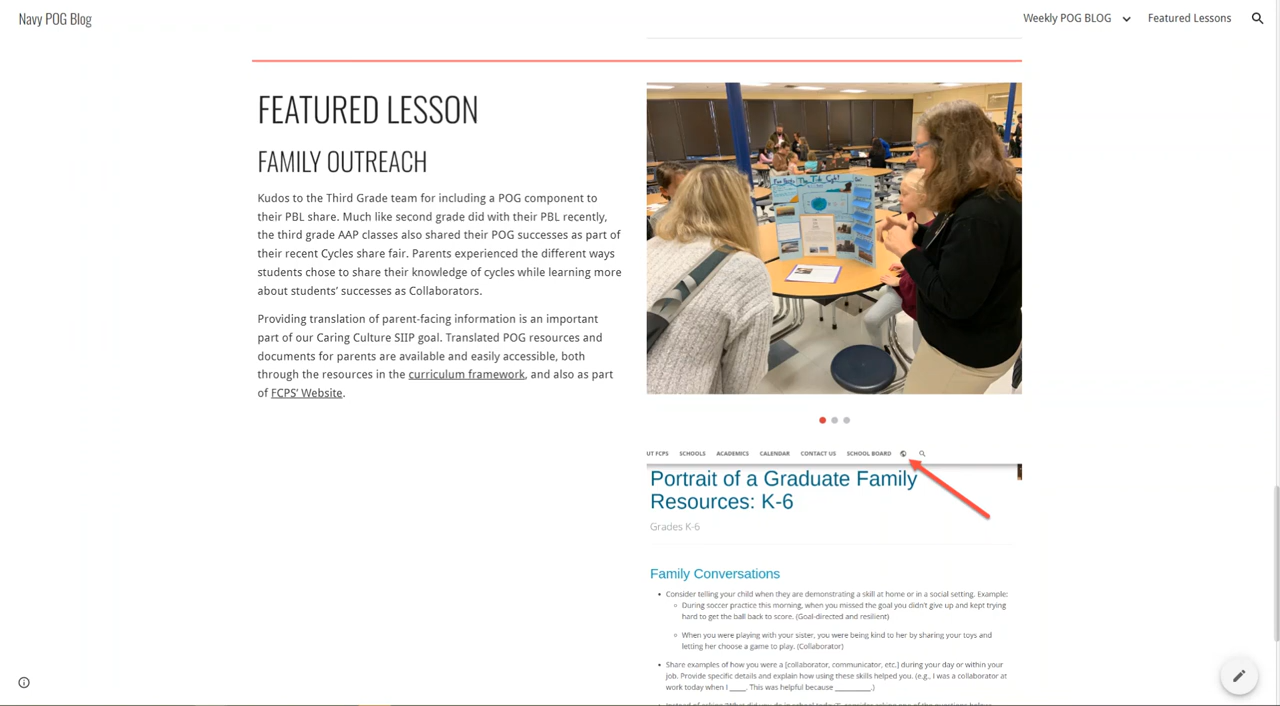 Navy POG Blog
Weekly POG BLOG
Featured Lessons
FEATURED LESSON
FAMILY OUTREACH
Kudos to the Third Grade team for including a POG component to
their PBL share. Much like second grade did with their PBL recently,
the third grade AAP classes also shared their POG successes as part of
their recent Cycles share fair. Parents experienced the different ways
students chose to share their knowledge of cycles while learning more
about students’ successes as Collaborators.
Providing translation of parent-facing information is an important
part of our Caring Culture SIIP goal. Translated POG resources and
documents for parents are available and easily accessible, both
through the resources in the curriculum framework, and also as part
of FCPS’ Website.
The Tide Cycle
UT FCPS SCHOOLS ACADEMICS CALENDAR CONTACT US SCHOOL BOARD
Portrait of a Graduate Family
Resources: K-6
Grades K-6
Family Conversations
• Consider telling your child when they are demonstrating a skill at home or in a social setting. Example:
During soccer practice this morning, when you missed the goal you didn't give up and kept trying
hard to get the ball back to score. (Goal-directed and resilient)
When you were playing with your sister, you were being kind to her by sharing your toys and
letting her choose a game to play. (Collaborator)
• Share examples of how you were a [collaborator, communicator, etc.] during your day or within your
job. Provide specific details and explain how using these skills helped you. (e.g., I was a collaborator at
work today when I _____. This was helpful because __________.)